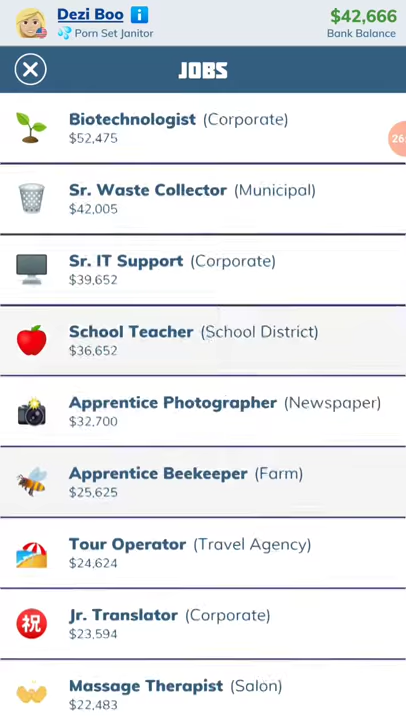 Dezi Boo i
$42,666
💦 Porn Set Janitor
Bank Balance
JOBS
Biotechnologist (Corporate)
$52,475
26
Sr. Waste Collector (Municipal)
$42,005
Sr. IT Support (Corporate)
$39,652
School Teacher (School District)
$36,652
Apprentice Photographer (Newspaper)
$32,700
Apprentice Beekeeper (Farm)
$25,625
Tour Operator (Travel Agency)
$24,624
祝
Jr. Translator (Corporate)
$23,594
Massage Therapist (Salon)
$22,483